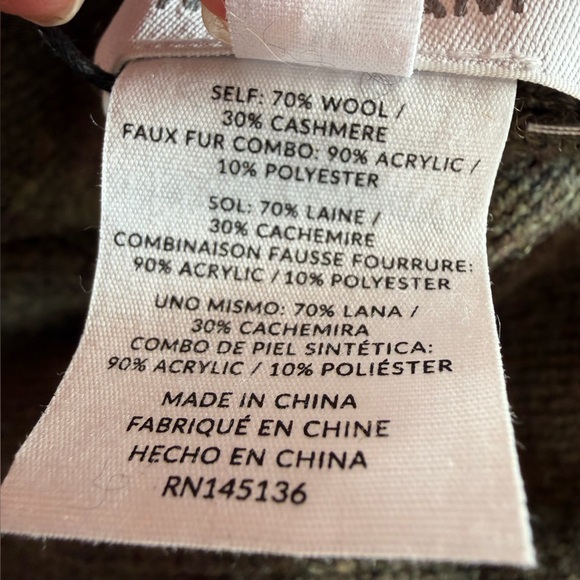 SELF: 70% WOOL /
30% CASHMERE
FAUX FUR COMBO: 90% ACRYLIC /
10% POLYESTER
SOL: 70% LAINE /
30% CACHEMIRE
COMBINAISON FAUSSE FOURRURE:
90% ACRYLIC / 10% POLYESTER
UNO MISMO: 70% LANA /
30% CACHEMIRA
COMBO DE PIEL SINTÉTICA:
90% ACRYLIC / 10% POLIÉSTER
MADE IN CHINA
FABRIQUÉ EN CHINE
HECHO EN CHINA
RN145136